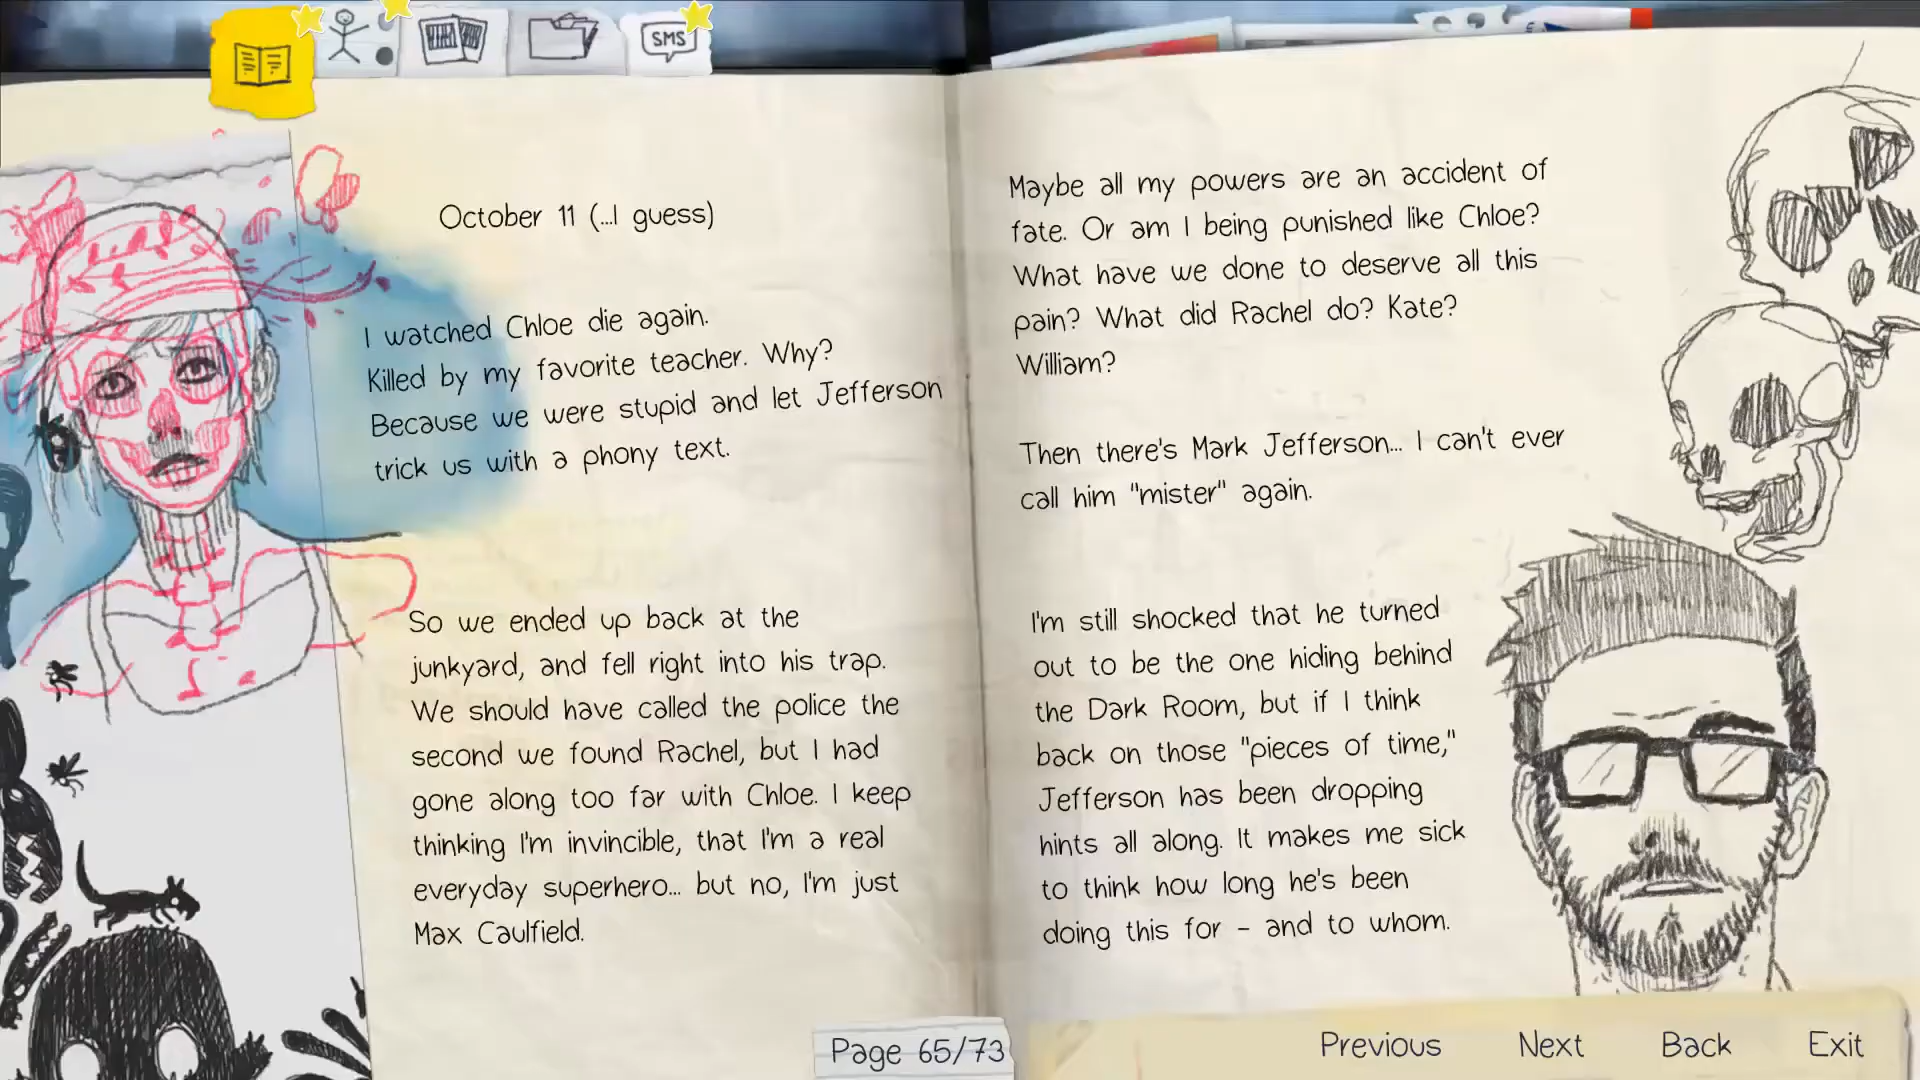 SMS
October 11 (...I guess)
I watched Chloe die again.
Killed by my favorite teacher. Why?
Because we were stupid and let Jefferson
trick us with a phony text.
So we ended up back at the
junkyard, and fell right into his trap.
We should have called the police the
second we found Rachel, but I had
gone along too far with Chloe. I keep
thinking I'm invincible, that I'm a real
everyday superhero... but no, I'm just
Max Caulfield.
Maybe all my powers are an accident of
fate. Or am I being punished like Chloe?
What have we done to deserve all this
pain? What did Rachel do? Kate?
William?
Then there's Mark Jefferson... I can't ever
call him "mister" again.
I'm still shocked that he turned
out to be the one hiding behind
the Dark Room, but if I think
back on those "pieces of time,"
Jefferson has been dropping
hints all along. It makes me sick
to think how long he's been
doing this for - and to whom.
Page 65/73
Previous Next Back Exit